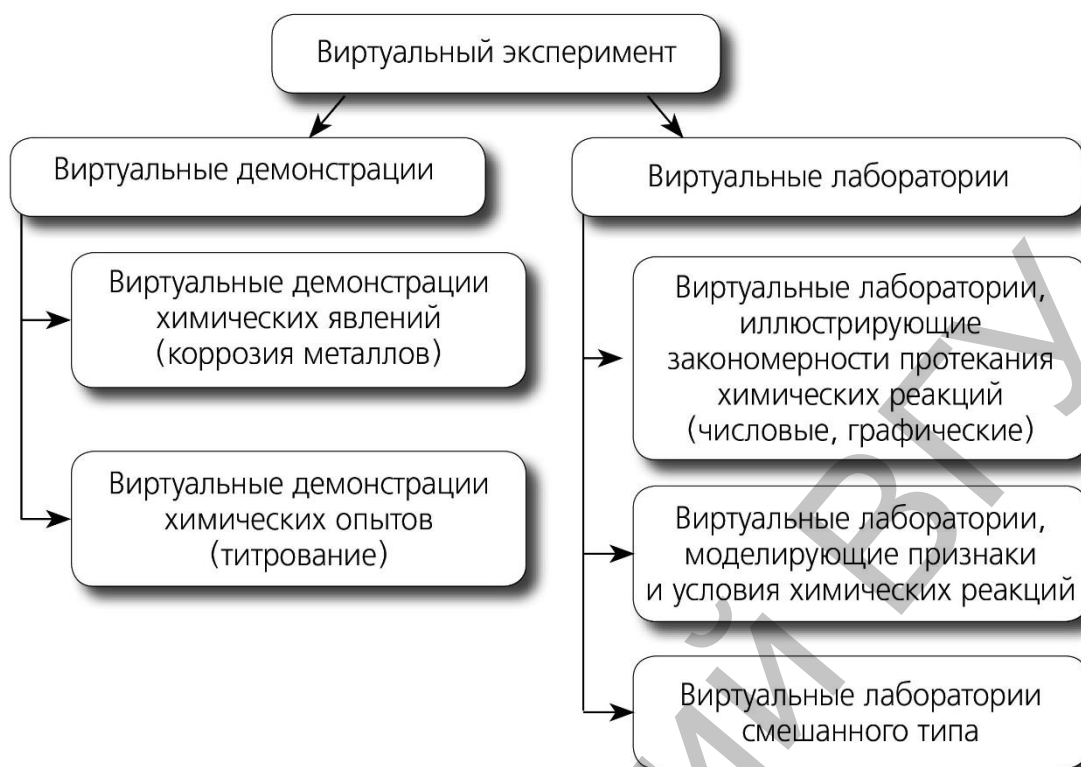 Виртуальный эксперимент
Виртуальные демонстрации
Виртуальные демонстрации
химических явлений
(коррозия металлов)
Виртуальные демонстрации
химических опытов
(титрование)
Виртуальные лаборатории
Виртуальные лаборатории,
иллюстрирующие
закономерности протекания
химических реакций
(числовые, графические)
Виртуальные лаборатории,
моделирующие признаки
и условия химических реакций
Виртуальные лаборатории
смешанного типа
ВГУ